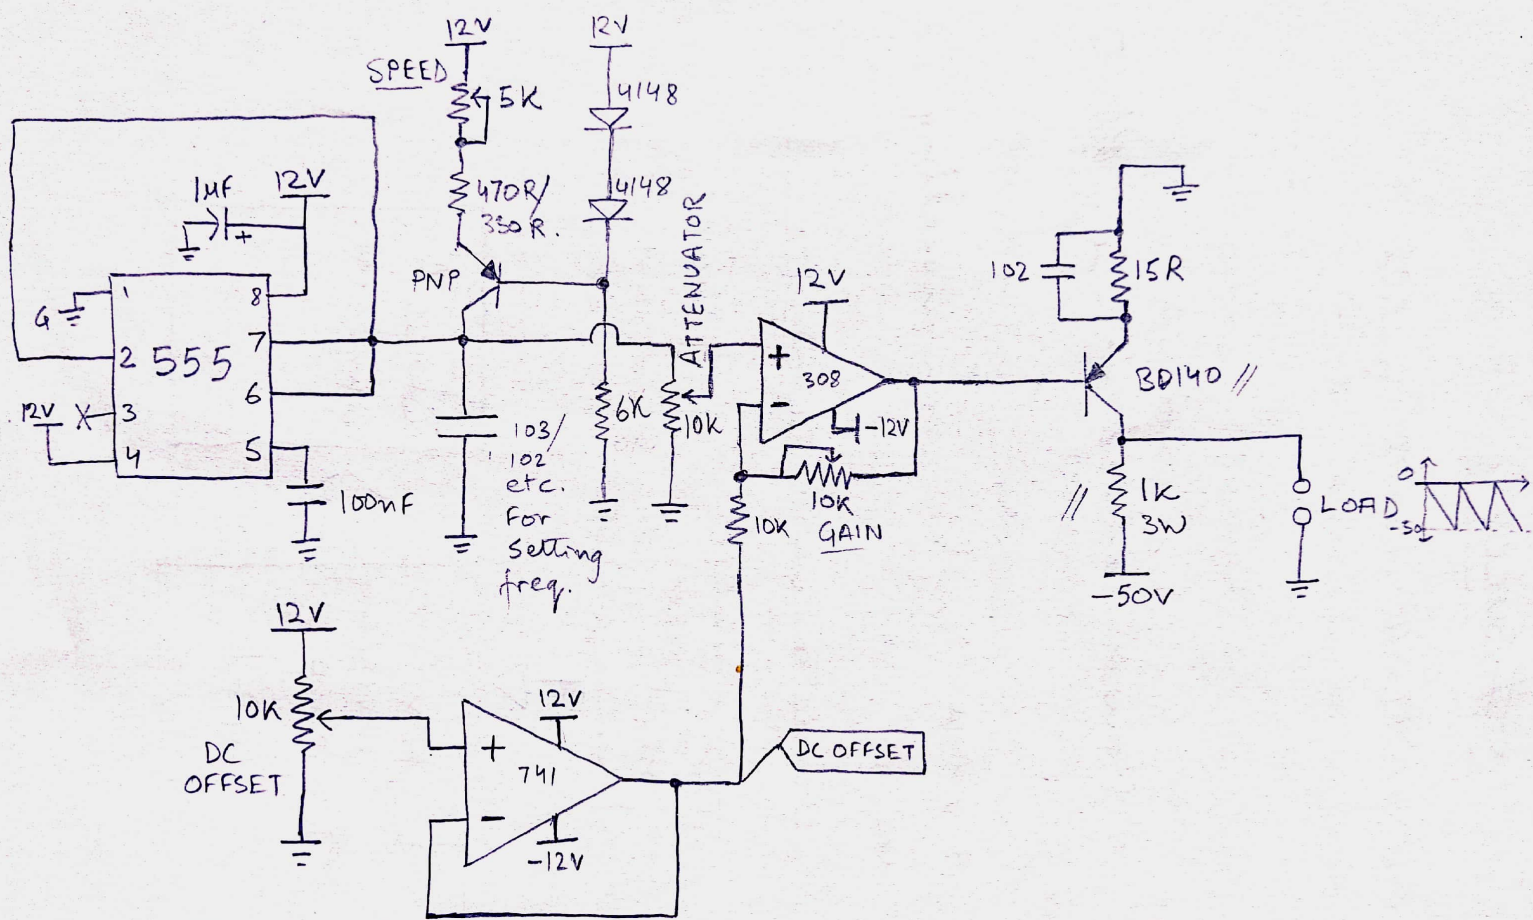 12V
12V
SPEED
5K
4148
1µF
12V
470R/
330R.
4148
ATTENUATOR
PNP
12V
102
15R
G
1
8
2
555
7
6
3
12V
X
4
5
308
+
-
-12V
BD140 //
6K
10K
103/
102
etc.
For
setting
freq.
100nF
10K
GAIN
10K
//
1K
3W
-50V
LOAD
0
12V
10K
DC
OFFSET
12V
+
741
-
-12V
DC OFFSET
+